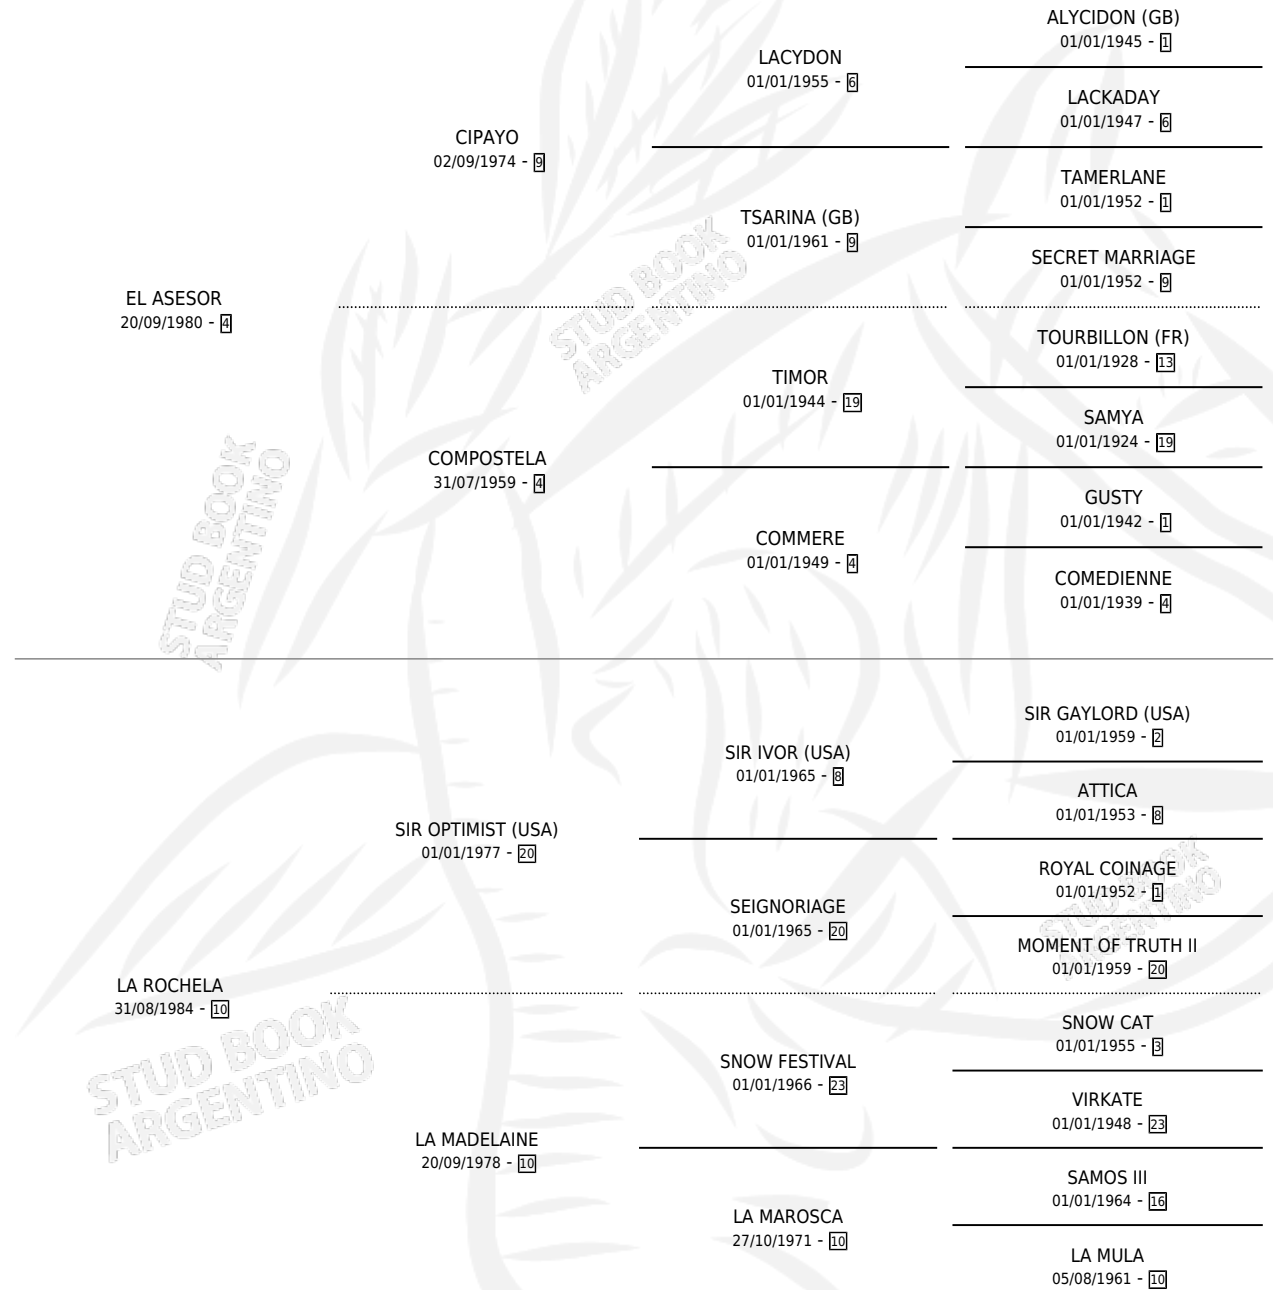 ALYCIDON (GB)
01/01/1945 - 1
LACYDON
01/01/1955 - 6
LACKADAY
01/01/1947 - 6
CIPAYO
02/09/1974 - 9
TAMERLANE
01/01/1952 - 1
TSARINA (GB)
01/01/1961 - 9
SECRET MARRIAGE
01/01/1952 - 9
EL ASESOR
20/09/1980 - 4
STUD BOOK
ARGENTINO
TOURBILLON (FR)
01/01/1928 - 13
TIMOR
01/01/1944 - 19
SAMYA
01/01/1924 - 19
COMPOSTELA
31/07/1959 - 4
GUSTY
01/01/1942 - 1
COMMERE
01/01/1949 - 4
COMEDIENNE
01/01/1939 - 4
STUD BOOK
ARGENTINO
SIR GAYLORD (USA)
01/01/1959 - 2
SIR IVOR (USA)
01/01/1965 - 8
ATTICA
01/01/1953 - 8
SIR OPTIMIST (USA)
01/01/1977 - 20
ROYAL COINAGE
01/01/1952 - 1
SEIGNORIAGE
01/01/1965 - 20
STUD BOOK
ARGENTINO
MOMENT OF TRUTH II
01/01/1959 - 20
LA ROCHELA
31/08/1984 - 10
SNOW CAT
01/01/1955 - 3
SNOW FESTIVAL
01/01/1966 - 23
STUD BOOK
ARGENTINO
VIRKATE
01/01/1948 - 23
LA MADELAINE
20/09/1978 - 10
SAMOS III
01/01/1964 - 16
LA MAROSCA
27/10/1971 - 10
LA MULA
05/08/1961 - 10